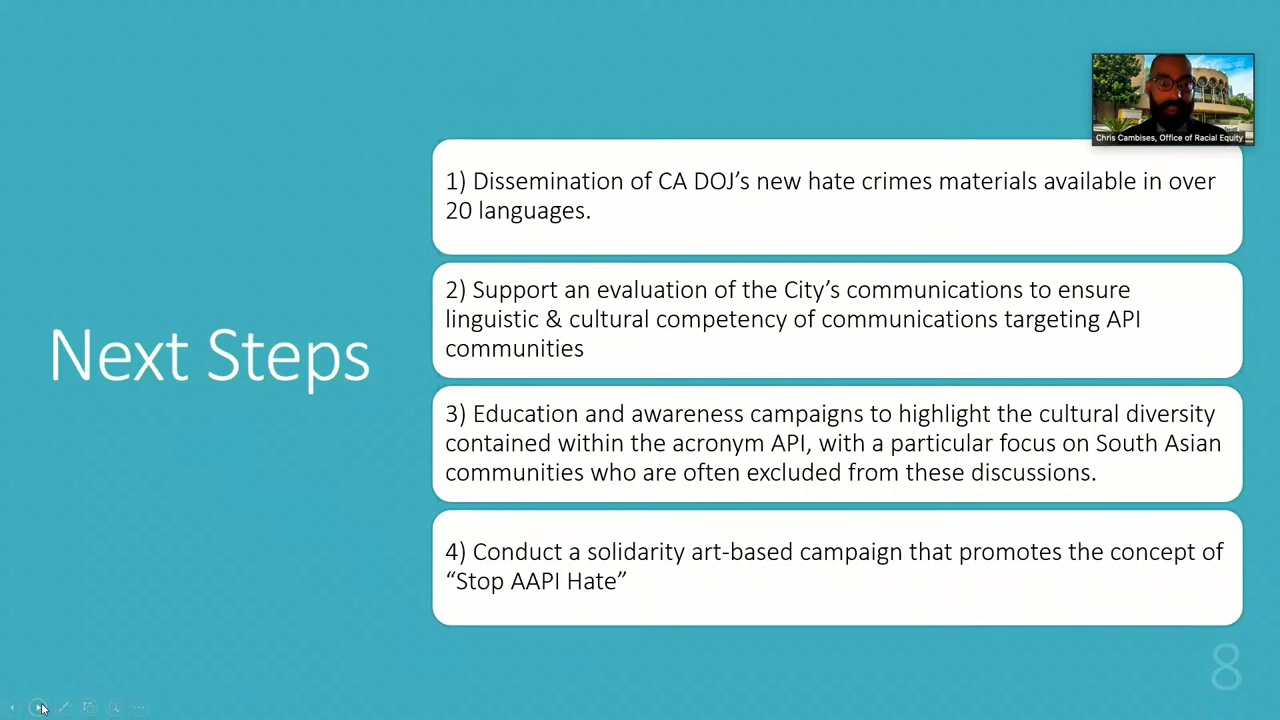 Chris Cambises, Office of Racial Equity
Next Steps
1) Dissemination of CA DOJ’s new hate crimes materials available in over
20 languages.
2) Support an evaluation of the City’s communications to ensure
linguistic & cultural competency of communications targeting API
communities
3) Education and awareness campaigns to highlight the cultural diversity
contained within the acronym API, with a particular focus on South Asian
communities who are often excluded from these discussions.
4) Conduct a solidarity art-based campaign that promotes the concept of
“Stop AAPI Hate”
8